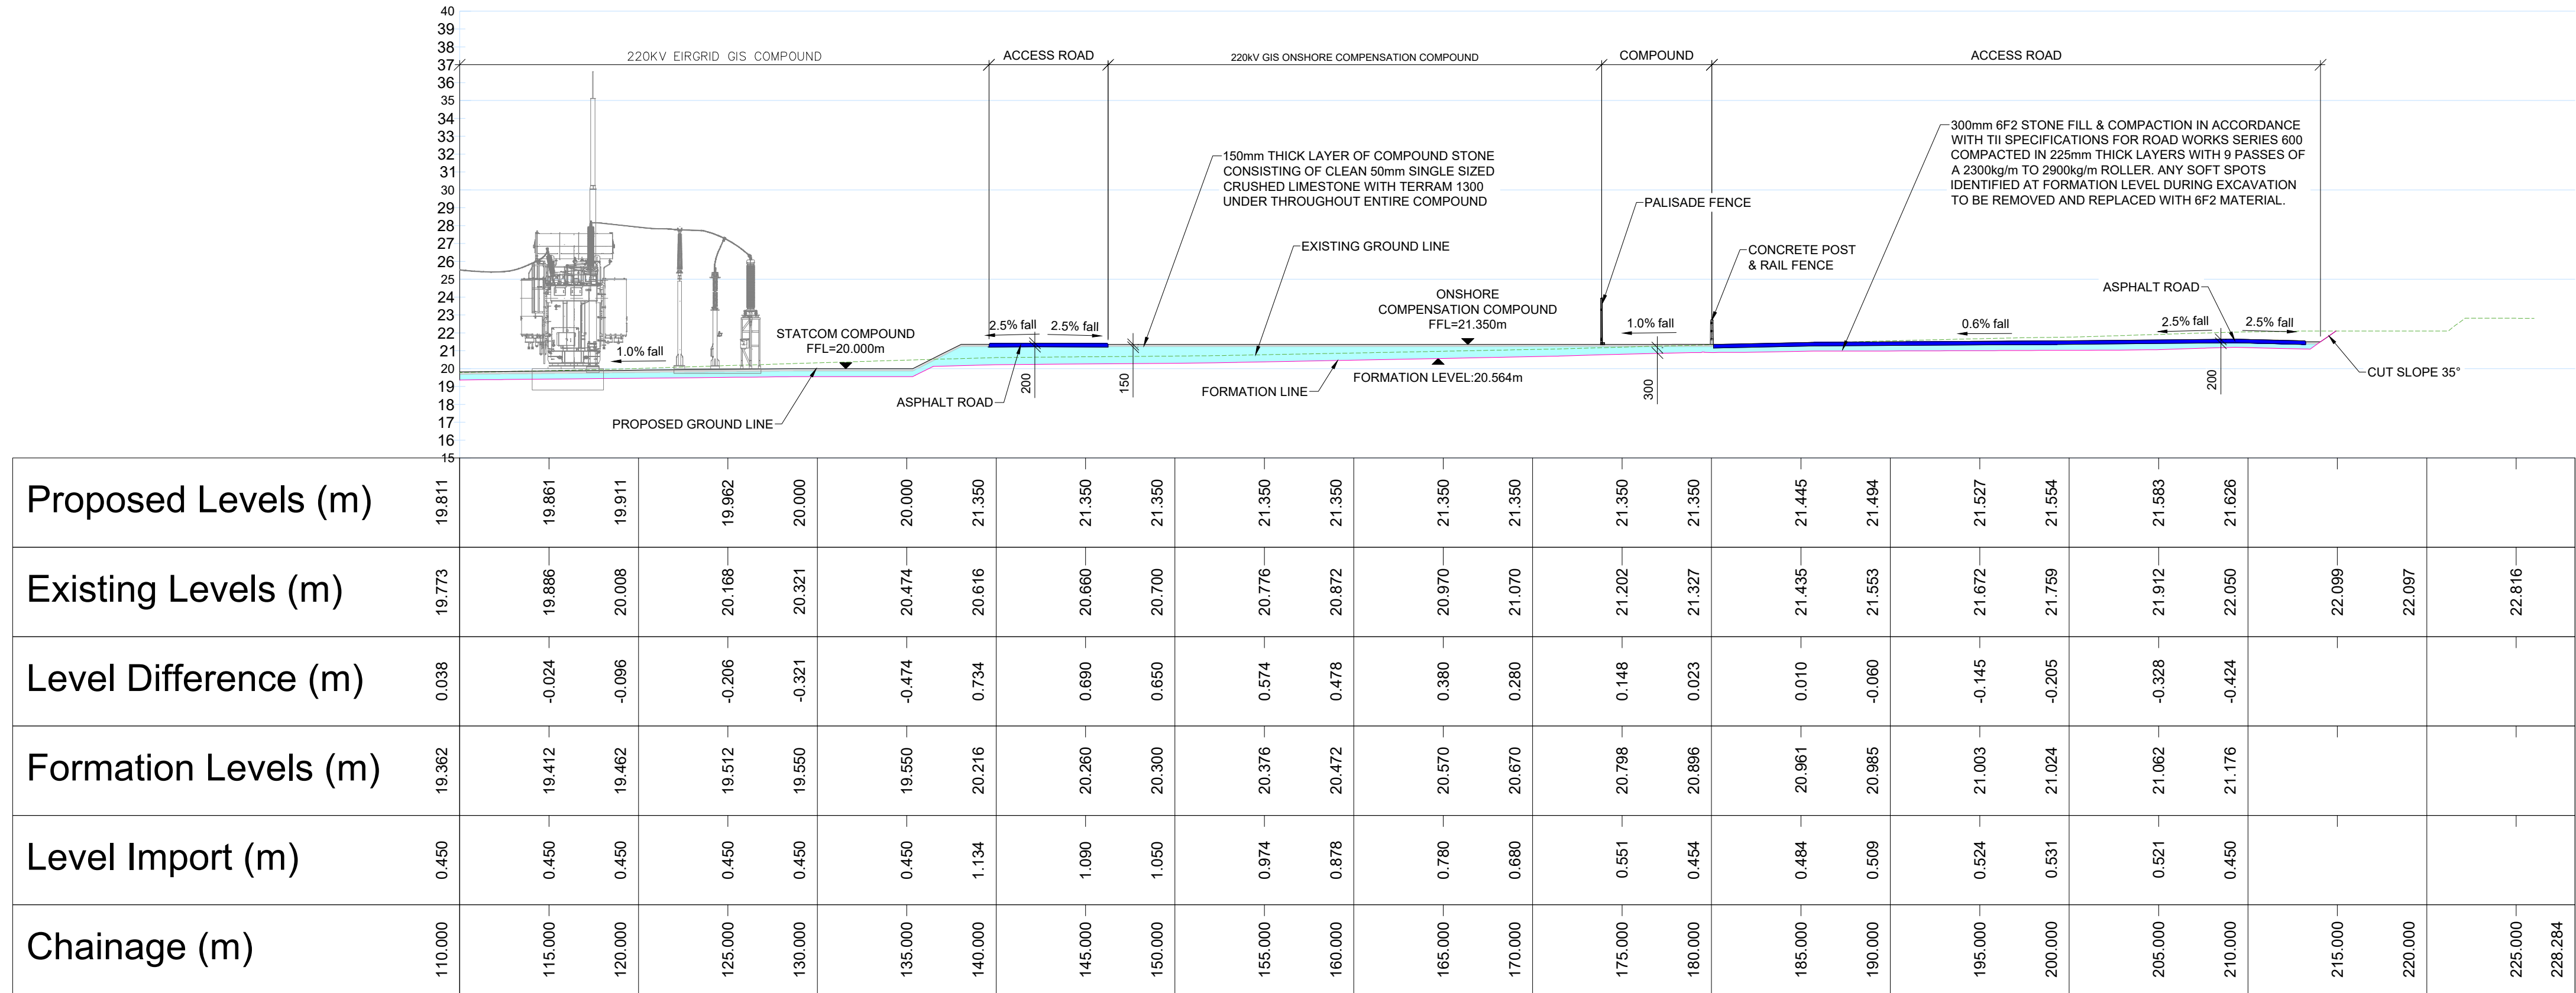 40
39
38
37
36
35
34
33
32
31
30
29
28
27
26
25
24
23
22
21
20
19
18
17
16
15
220KV EIRGRID GIS COMPOUND
ACCESS ROAD
220kV GIS ONSHORE COMPENSATION COMPOUND
COMPOUND
ACCESS ROAD
150mm THICK LAYER OF COMPOUND STONE
CONSISTING OF CLEAN 50mm SINGLE SIZED
CRUSHED LIMESTONE WITH TERRAM 1300
UNDER THROUGHOUT ENTIRE COMPOUND
300mm 6F2 STONE FILL & COMPACTION IN ACCORDANCE
WITH TII SPECIFICATIONS FOR ROAD WORKS SERIES 600
COMPACTED IN 225mm THICK LAYERS WITH 9 PASSES OF
A 2300kg/m TO 2900kg/m ROLLER. ANY SOFT SPOTS
IDENTIFIED AT FORMATION LEVEL DURING EXCAVATION
TO BE REMOVED AND REPLACED WITH 6F2 MATERIAL.
PALISADE FENCE
EXISTING GROUND LINE
CONCRETE POST
& RAIL FENCE
ASPHALT ROAD
ONSHORE
COMPENSATION COMPOUND
FFL=21.350m
STATCOM COMPOUND
FFL=20.000m
1.0% fall
2.5% fall
2.5% fall
1.0% fall
0.6% fall
2.5% fall
2.5% fall
200
150
300
200
FORMATION LEVEL:20.564m
FORMATION LINE
CUT SLOPE 35°
ASPHALT ROAD
PROPOSED GROUND LINE
Proposed Levels (m) 19.811 19.861 19.911 19.962 20.000 20.000 21.350 21.350 21.350 21.350 21.350 21.350 21.350 21.350 21.350 21.445 21.494 21.527 21.554 21.583 21.626
Existing Levels (m) 19.773 19.886 20.008 20.168 20.321 20.474 20.616 20.660 20.700 20.776 20.872 20.970 21.070 21.202 21.327 21.435 21.553 21.672 21.759 21.912 22.050 22.099 22.097 22.816
Level Difference (m) 0.038 -0.024 -0.096 -0.206 -0.321 -0.474 0.734 0.690 0.650 0.574 0.478 0.380 0.280 0.148 0.023 0.010 -0.060 -0.145 -0.205 -0.328 -0.424
Formation Levels (m) 19.362 19.412 19.462 19.512 19.550 19.550 20.216 20.260 20.300 20.376 20.472 20.570 20.670 20.798 20.896 20.961 20.985 21.003 21.024 21.062 21.176
Level Import (m) 0.450 0.450 0.450 0.450 0.450 0.450 1.134 1.090 1.050 0.974 0.878 0.780 0.680 0.551 0.454 0.484 0.509 0.524 0.531 0.521 0.450
Chainage (m) 110.000 115.000 120.000 125.000 130.000 135.000 140.000 145.000 150.000 155.000 160.000 165.000 170.000 175.000 180.000 185.000 190.000 195.000 200.000 205.000 210.000 215.000 220.000 225.000 228.284